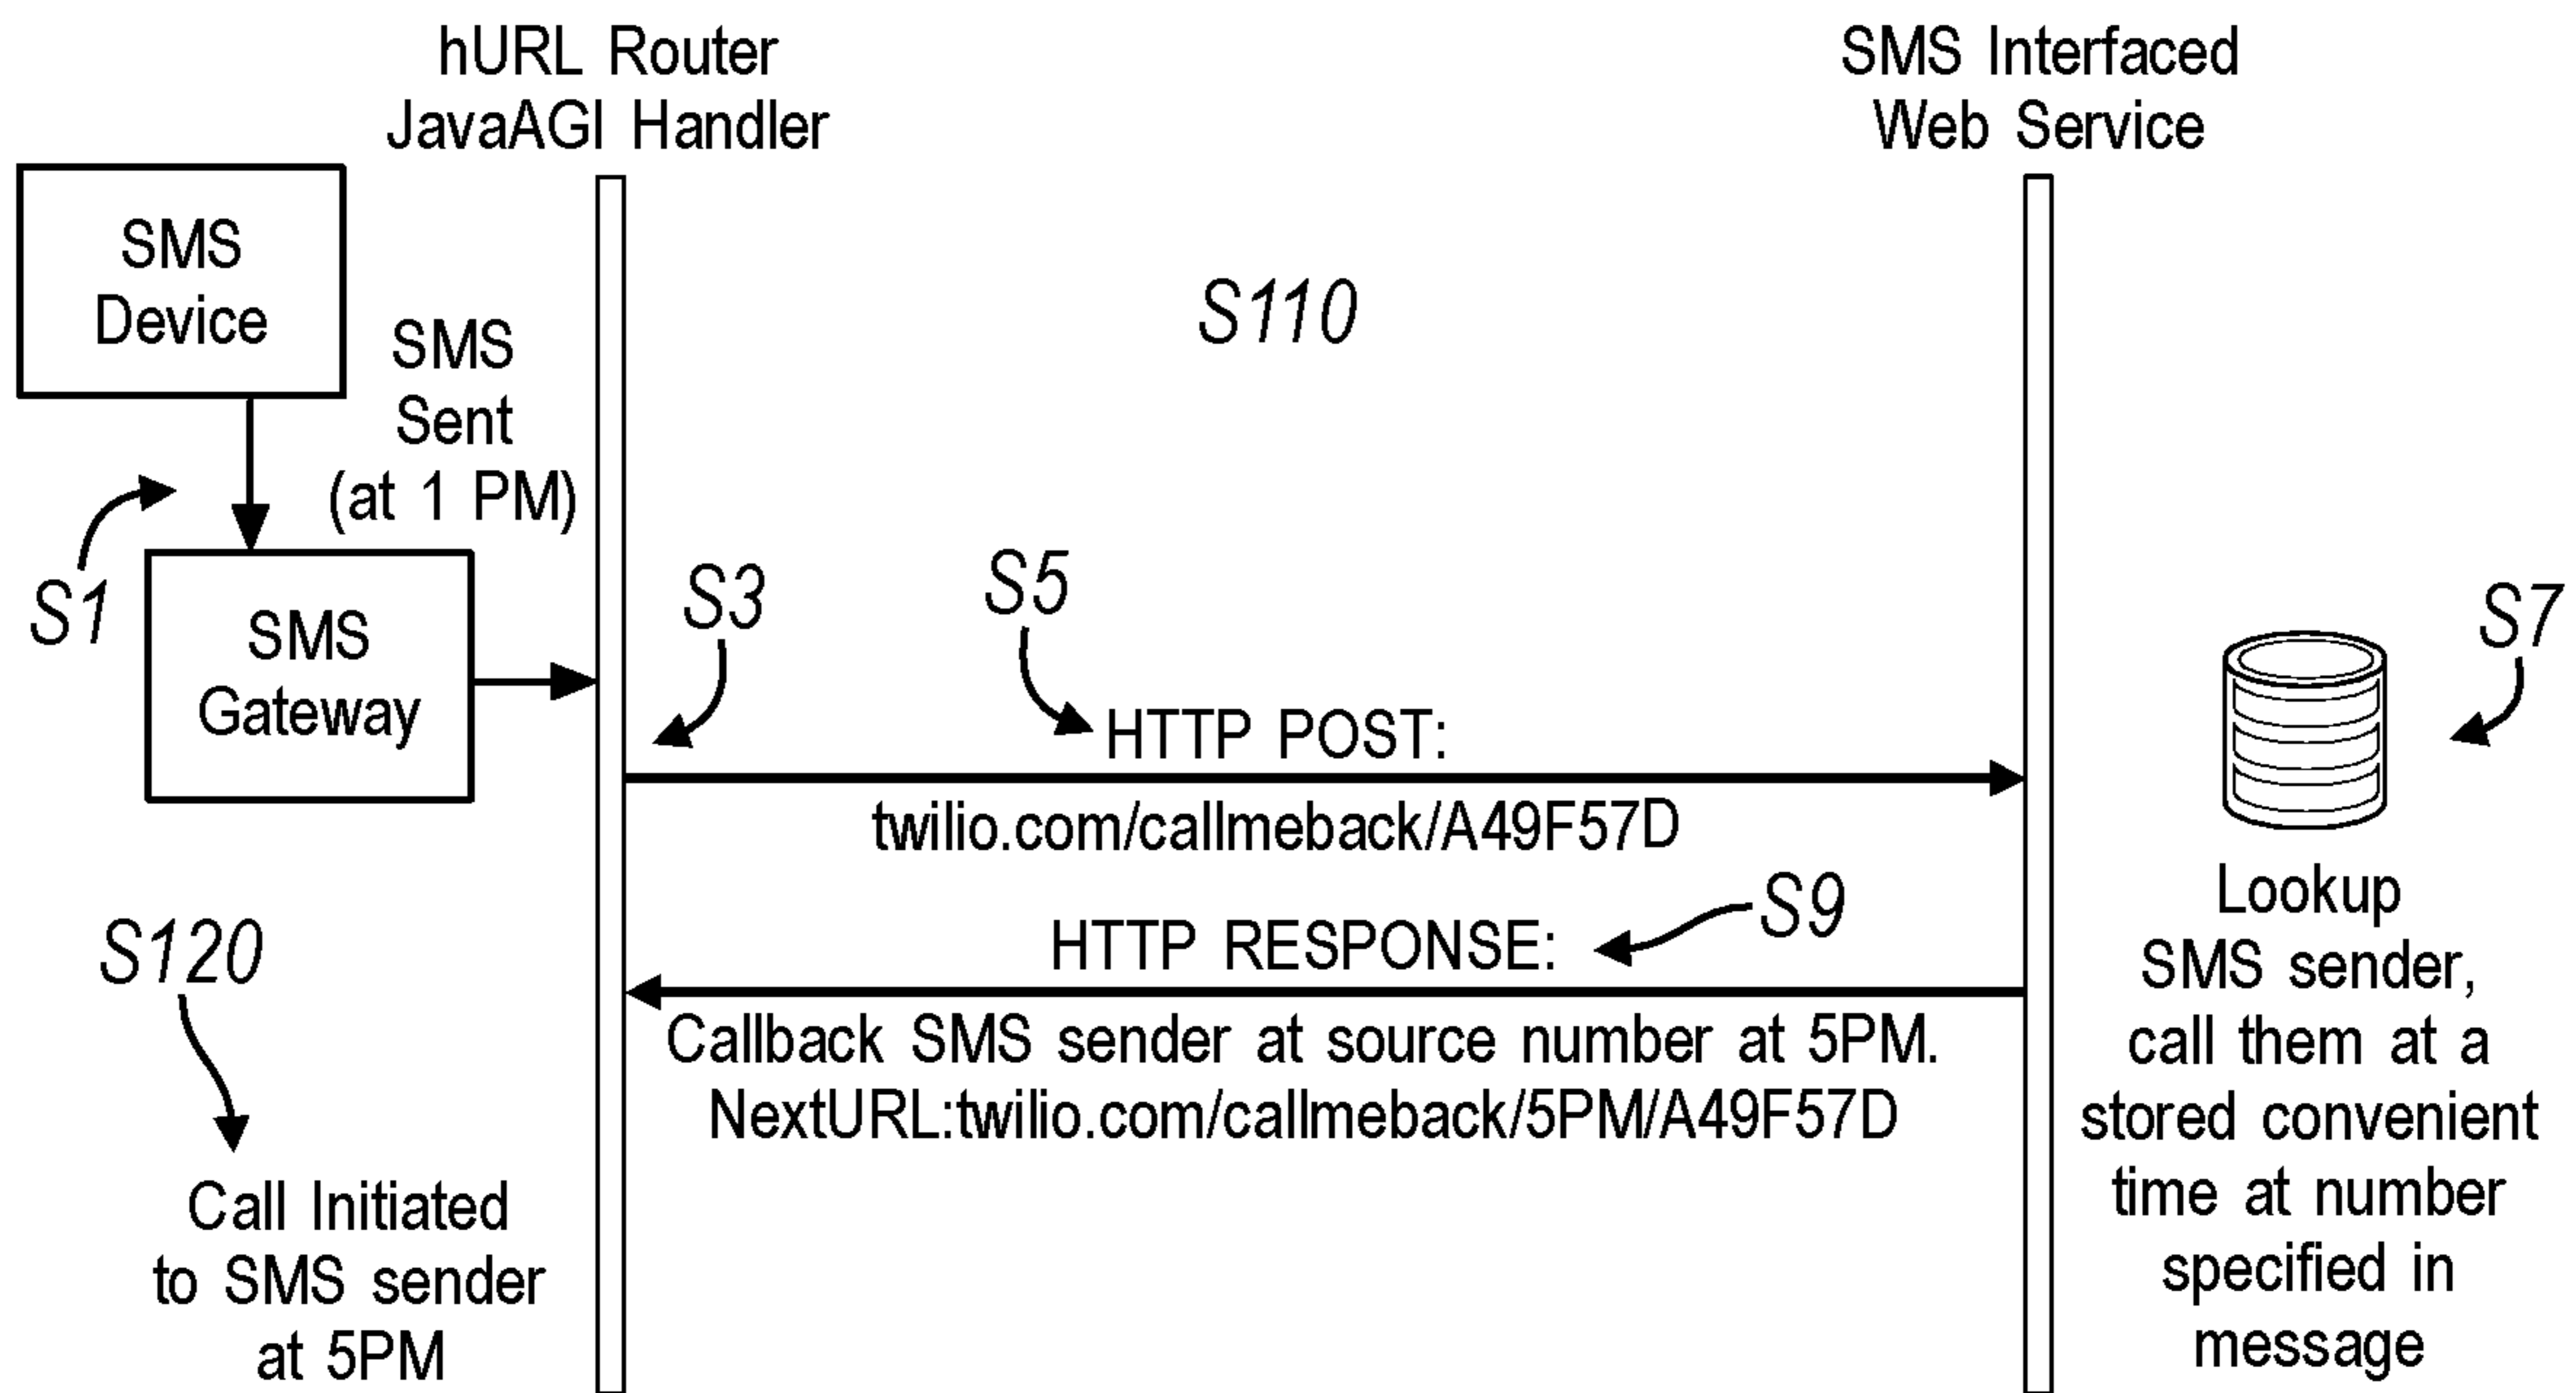 hURL Router
JavaAGI Handler
SMS Interfaced
Web Service
SMS
Device
SMS
Sent
(at 1 PM)
S110
S1
SMS
Gateway
S3
S5
S7
HTTP POST:
twilio.com/callmeback/A49F57D
S9
HTTP RESPONSE:
Callback SMS sender at source number at 5PM.
NextURL:twilio.com/callmeback/5PM/A49F57D
Lookup
SMS sender,
call them at a
stored convenient
time at number
specified in
message
S120
Call Initiated
to SMS sender
at 5PM